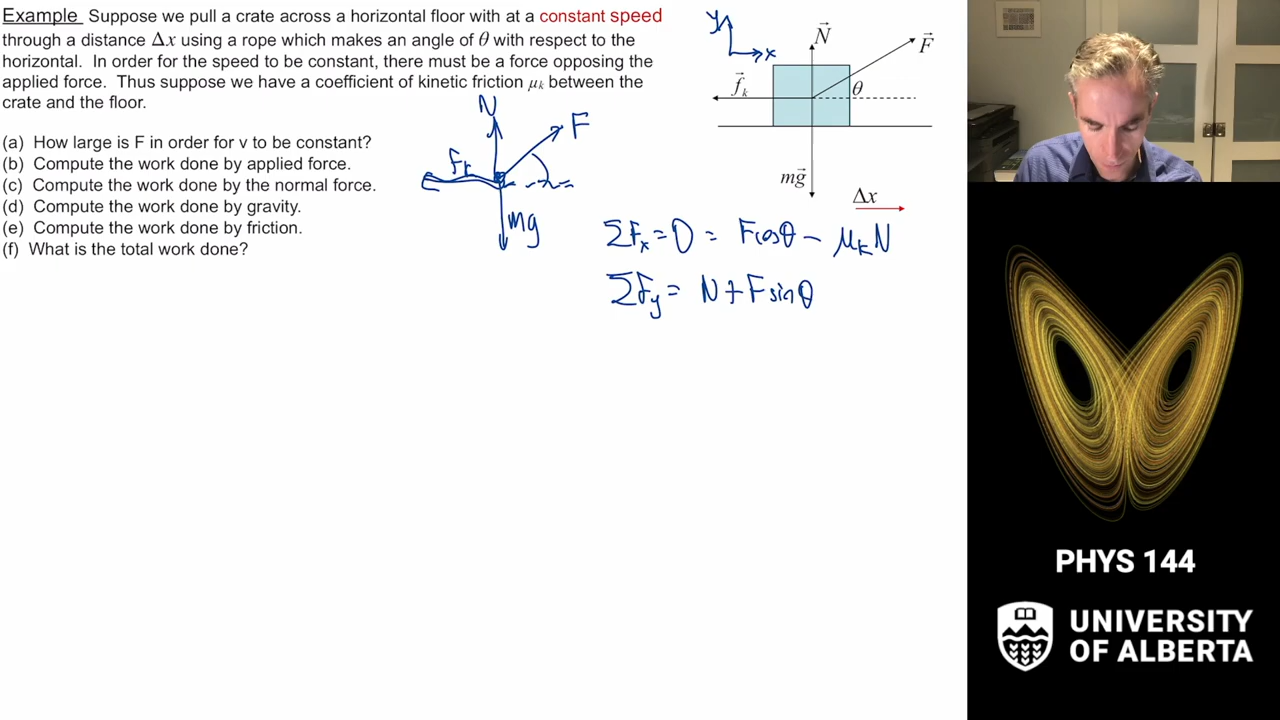 Example Suppose we pull a crate across a horizontal floor with at a constant speed
through a distance Δx using a rope which makes an angle of θ with respect to the
horizontal. In order for the speed to be constant, there must be a force opposing the
applied force. Thus suppose we have a coefficient of kinetic friction μk between the
crate and the floor.
(a) How large is F in order for v to be constant?
(b) Compute the work done by applied force.
(c) Compute the work done by the normal force.
(d) Compute the work done by gravity.
(e) Compute the work done by friction.
(f) What is the total work done?
N
F
fk
mg
y
x
N⃗
F⃗
f⃗k
θ
mg⃗
Δx
ΣFx = 0 = Fcosθ - μkN
ΣFy = N + Fsinθ
PHYS 144
UNIVERSITY
OF ALBERTA